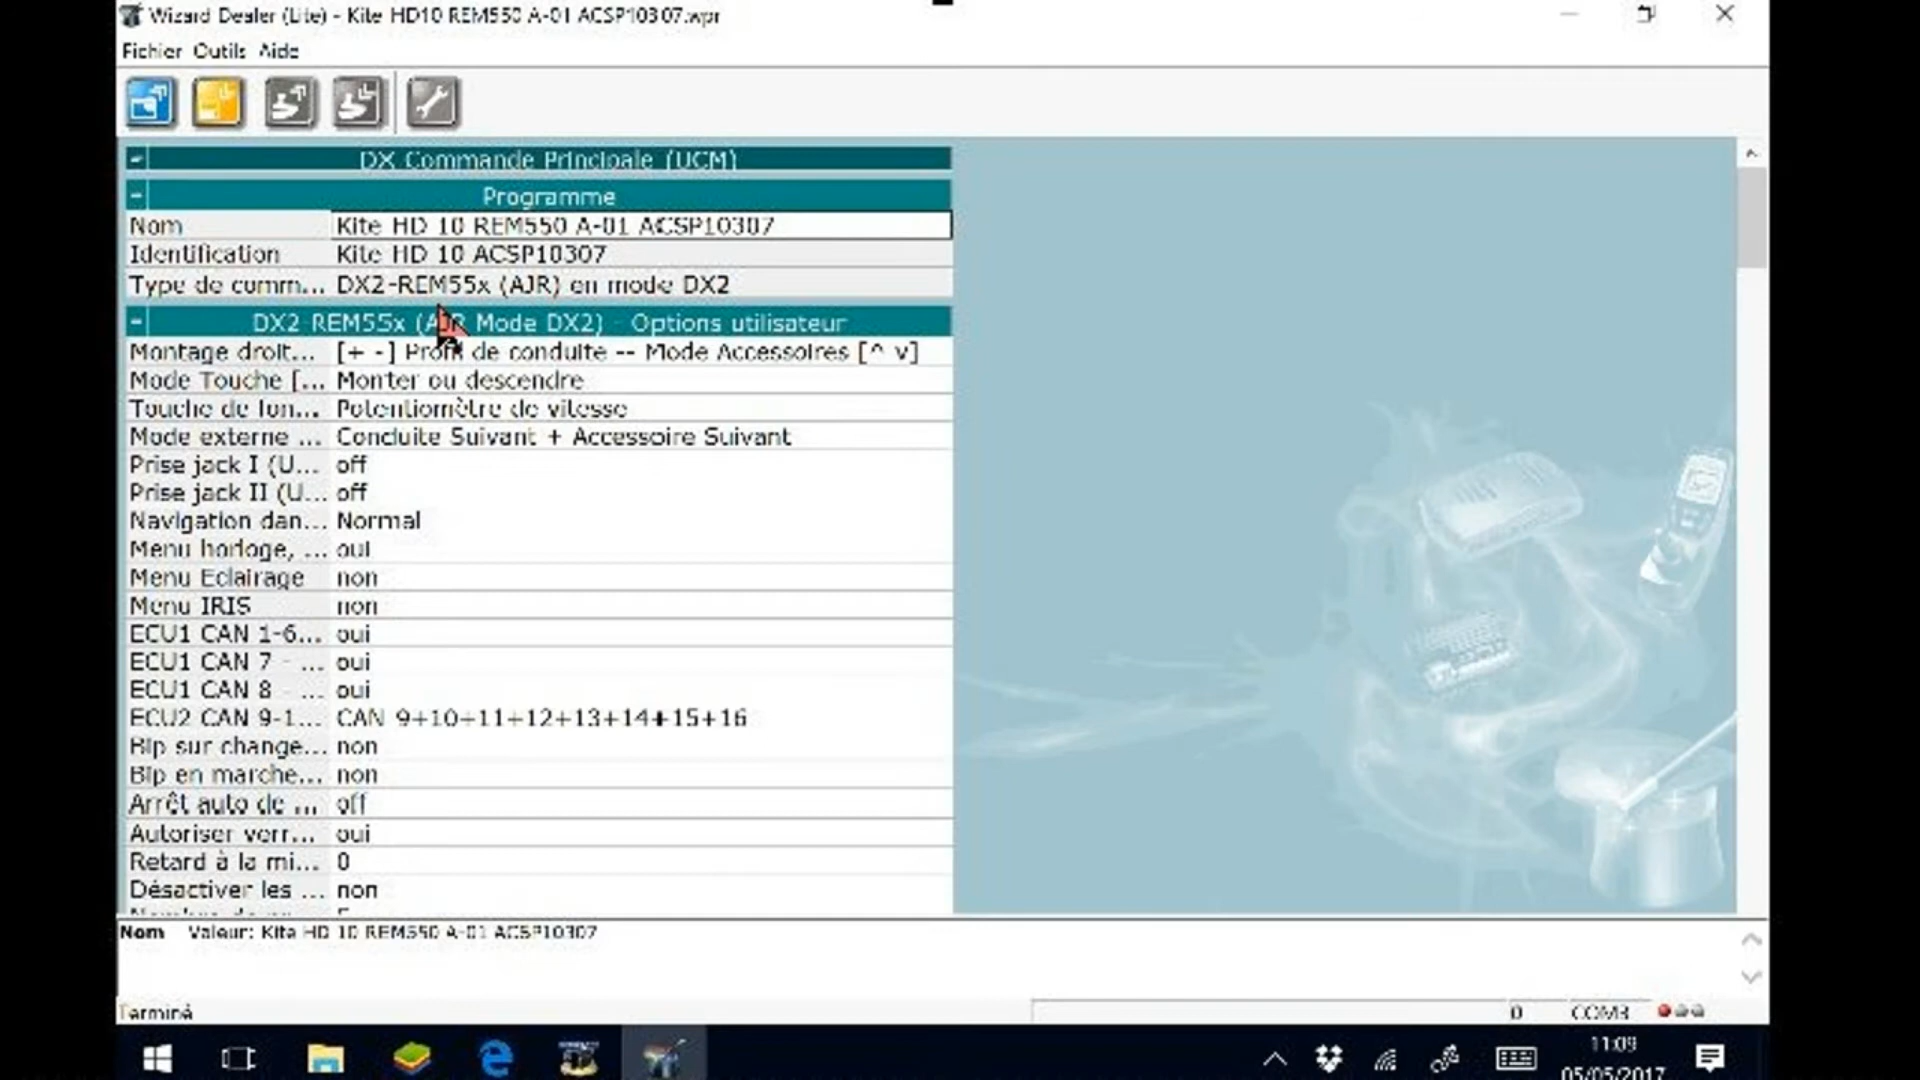 Wizard Dealer (Lite) - Kite HD10 REM550 A-01 ACSP10307.wpr
Fichier Outils Aide
DX Commande Principale (UCM)
Programme
Nom Kite HD 10 REM550 A-01 ACSP10307
Identification Kite HD 10 ACSP10307
Type de comm... DX2-REM55x (AJR) en mode DX2
DX2-REM55x (AJR Mode DX2) - Options utilisateur
Montage droit... [+ -] Profil de conduite -- Mode Accessoires [^ v]
Mode Touche [... Monter ou descendre
Touche de fon... Potentiomètre de vitesse
Mode externe ... Conduite Suivant + Accessoire Suivant
Prise jack I (U... off
Prise jack II (U... off
Navigation dan... Normal
Menu horloge, ... oui
Menu Eclairage non
Menu IRIS non
ECU1 CAN 1-6... oui
ECU1 CAN 7 - ... oui
ECU1 CAN 8 - ... oui
ECU2 CAN 9-1... CAN 9+10+11+12+13+14+15+16
Bip sur change... non
Bip en marche... non
Arrêt auto de ... off
Autoriser verr... oui
Retard à la mi... 0
Désactiver les ... non
Nom Valeur: Kite HD 10 REM550 A-01 ACSP10307
Terminé 0 COM3
11:09
05/05/2017